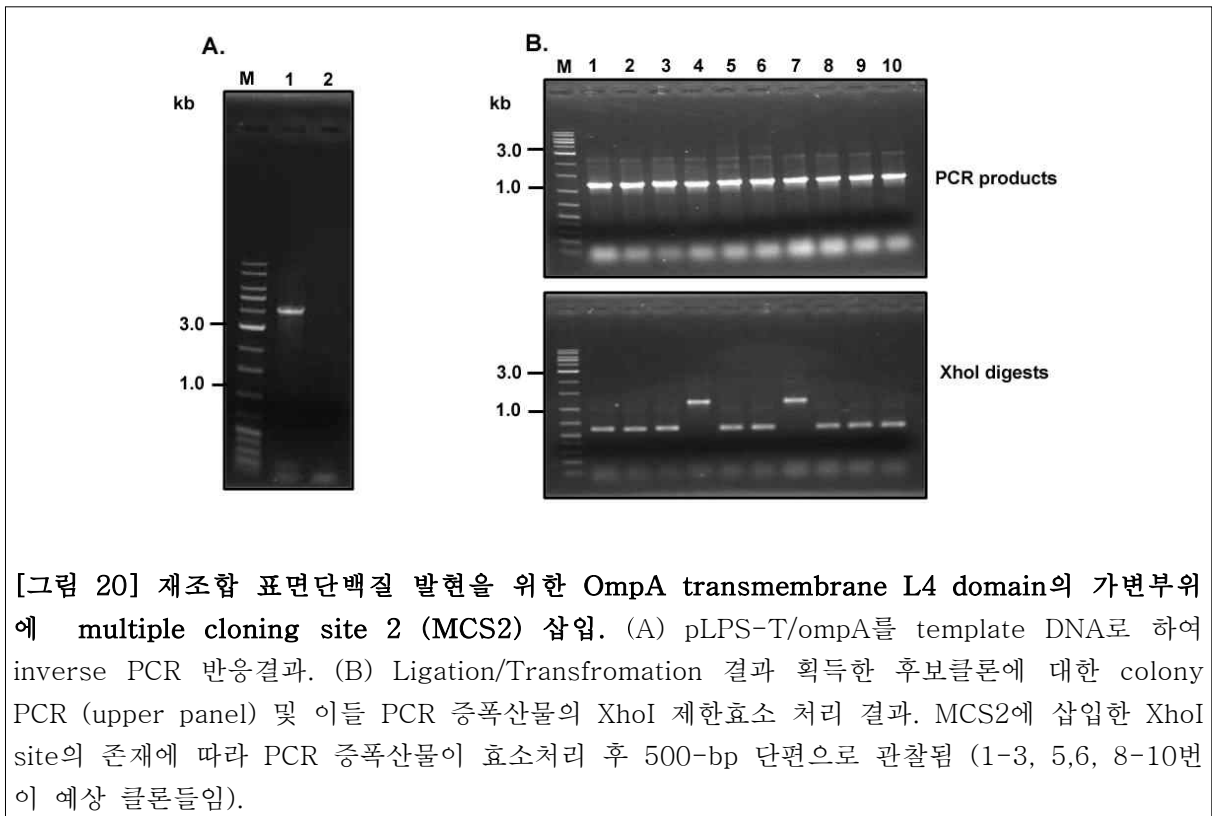 A.
M 1 2
kb
3.0
1.0
B.
M 1 2 3 4 5 6 7 8 9 10
kb
3.0
1.0
PCR products
3.0
1.0
XhoI digests
[그림 20] 재조합 표면단백질 발현을 위한 OmpA transmembrane L4 domain의 가변부위
에 multiple cloning site 2 (MCS2) 삽입. (A) pLPS-T/ompA를 template DNA로 하여
inverse PCR 반응결과. (B) Ligation/Transfromation 결과 획득한 후보클론에 대한 colony
PCR (upper panel) 및 이들 PCR 증폭산물의 XhoI 제한효소 처리 결과. MCS2에 삽입한 XhoI
site의 존재에 따라 PCR 증폭산물이 효소처리 후 500-bp 단편으로 관찰됨 (1-3, 5,6, 8-10번
이 예상 클론들임).